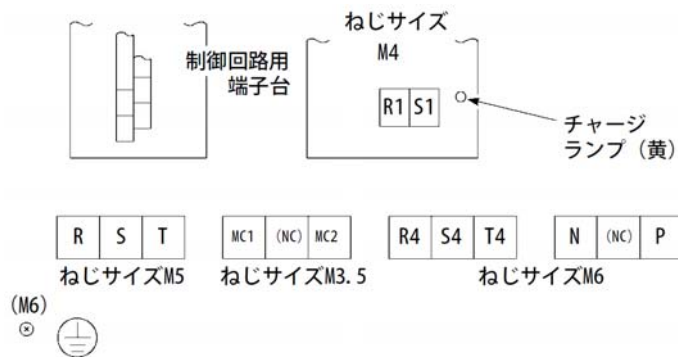 ねじサイズ
M4
制御回路用
端子台
R1 S1
チャージ
ランプ（黄）
R S T MC1 (NC) MC2 R4 S4 T4 N (NC) P
ねじサイズM5 ねじサイズM3.5 ねじサイズM6
(M6)